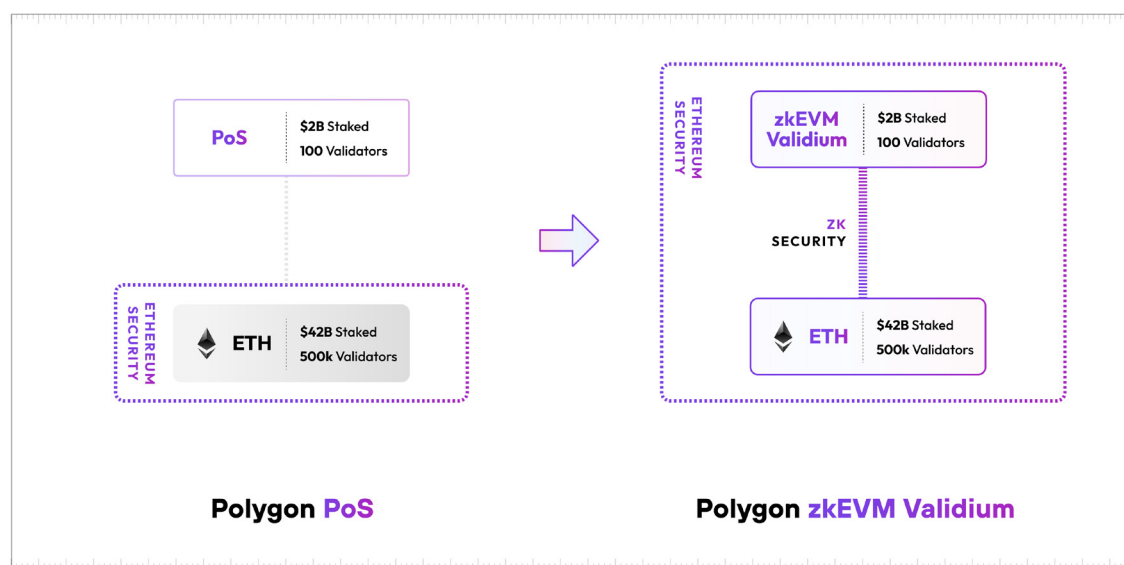 PoS
$2B Staked
100 Validators
ETHEREUM
SECURITY
ETH
$42B Staked
500k Validators
Polygon PoS
ETHEREUM
SECURITY
zkEVM
Validium
$2B Staked
100 Validators
ZK
SECURITY
ETH
$42B Staked
500k Validators
Polygon zkEVM Validium